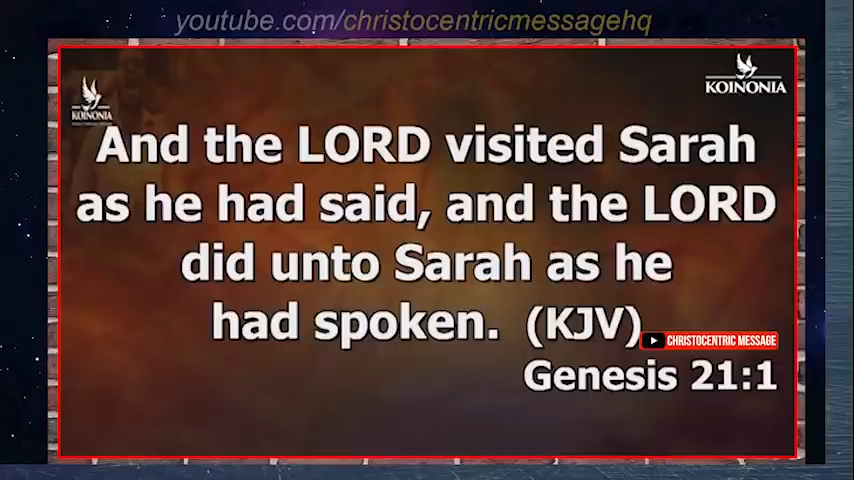 youtube.com/christocentricmessagehq
KOINONIA
KOINONIA
And the LORD visited Sarah
as he had said, and the LORD
did unto Sarah as he
had spoken. (KJV)
CHRISTOCENTRIC MESSAGE
Genesis 21:1